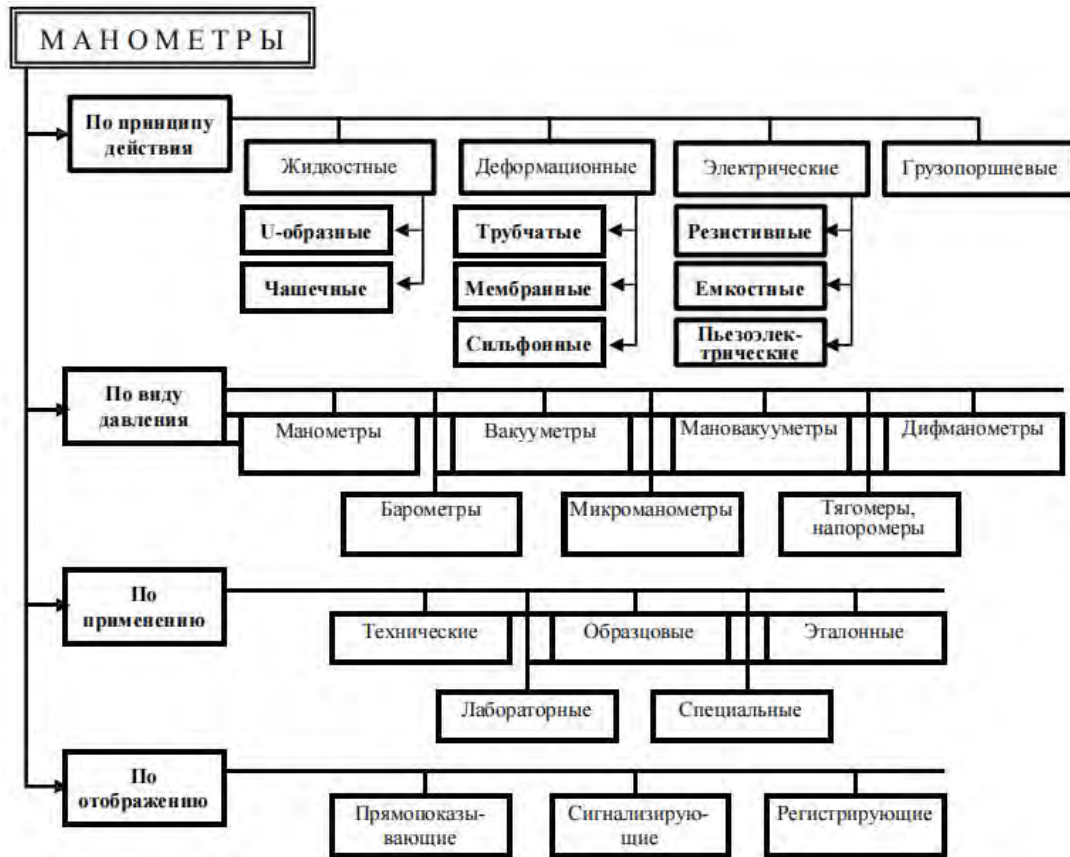 МАНОМЕТРЫ
По принципу
действия
Жидкостные
Деформационные
Электрические
Грузопоршневые
U-образные
Трубчатые
Резистивные
Чашечные
Мембранные
Емкостные
Сильфонные
Пьезоэлек-
трические
По виду
давления
Манометры
Вакууметры
Мановакууметры
Дифманометры
Барометры
Микроманометры
Тягомеры,
напоромеры
По
применению
Технические
Образцовые
Эталонные
Лабораторные
Специальные
По
отображению
Прямопоказы-
вающие
Сигнализирую-
щие
Регистрирующие